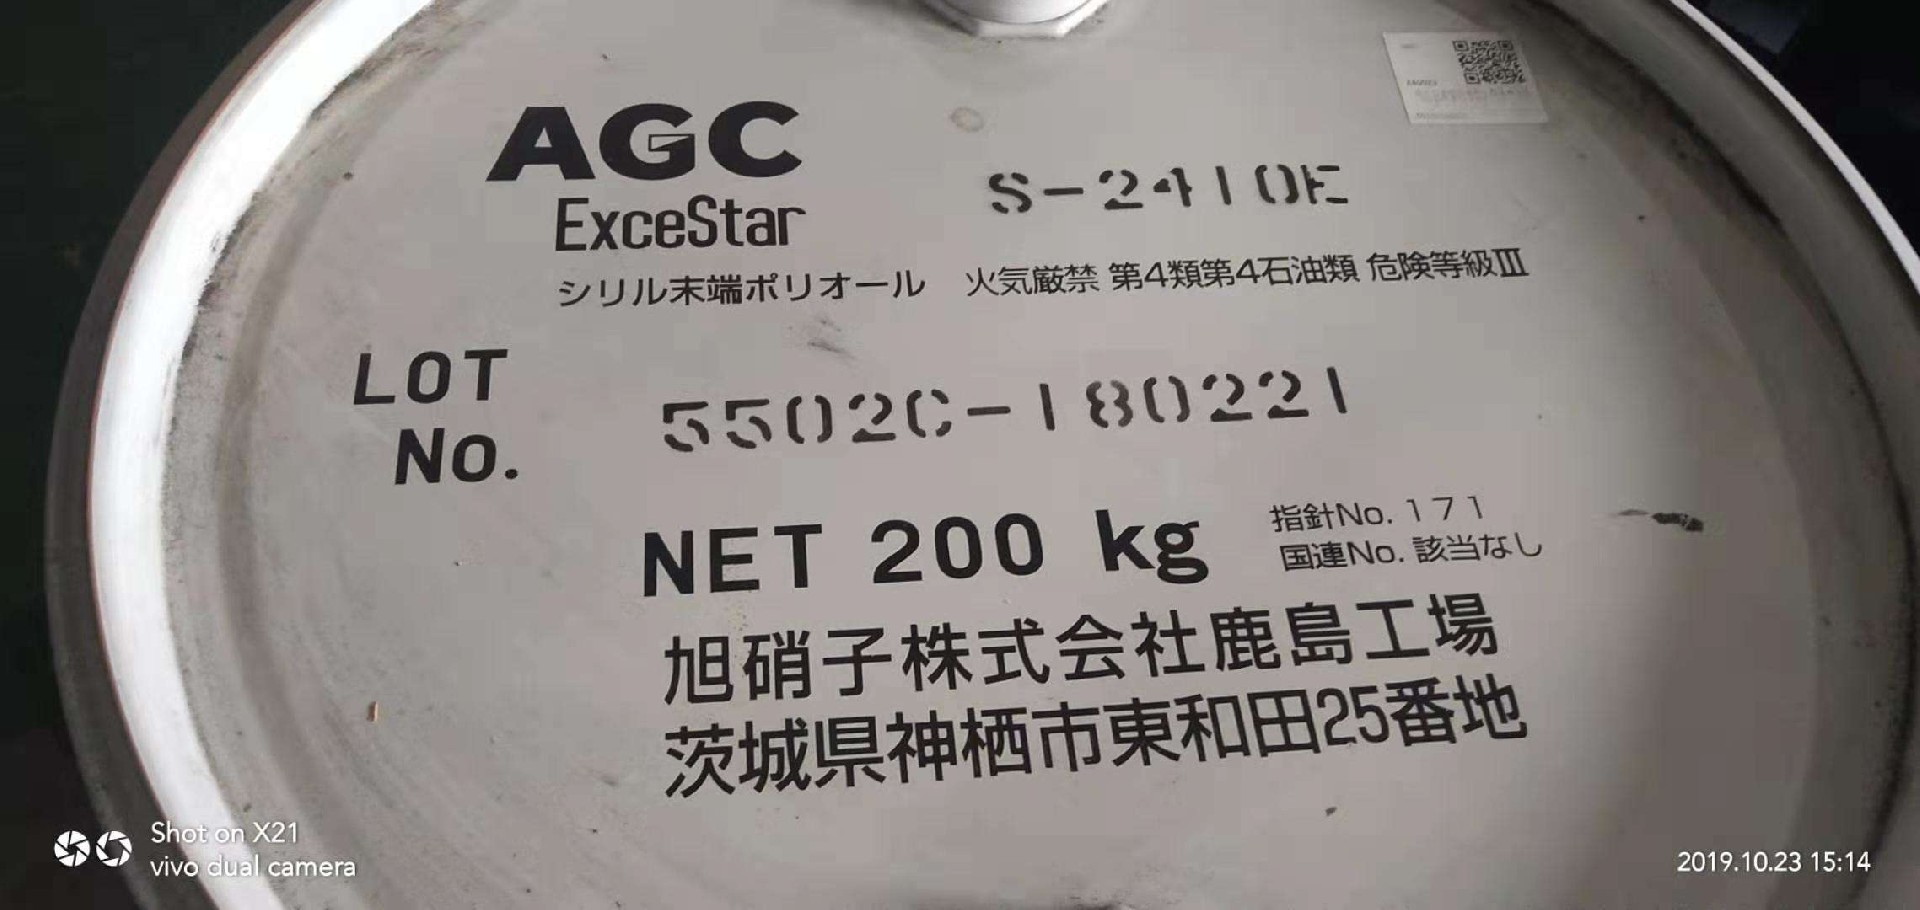 AGC
ExceStar
S-2410E
シリル末端ポリオール 火気厳禁 第4類第4石油類 危険等級Ⅲ
LOT
No.
5502C-180221
NET 200 kg
指針No. 171
国連No. 該当なし
旭硝子株式会社鹿島工場
茨城県神栖市東和田25番地
Shot on X21
vivo dual camera
2019.10.23 15:14